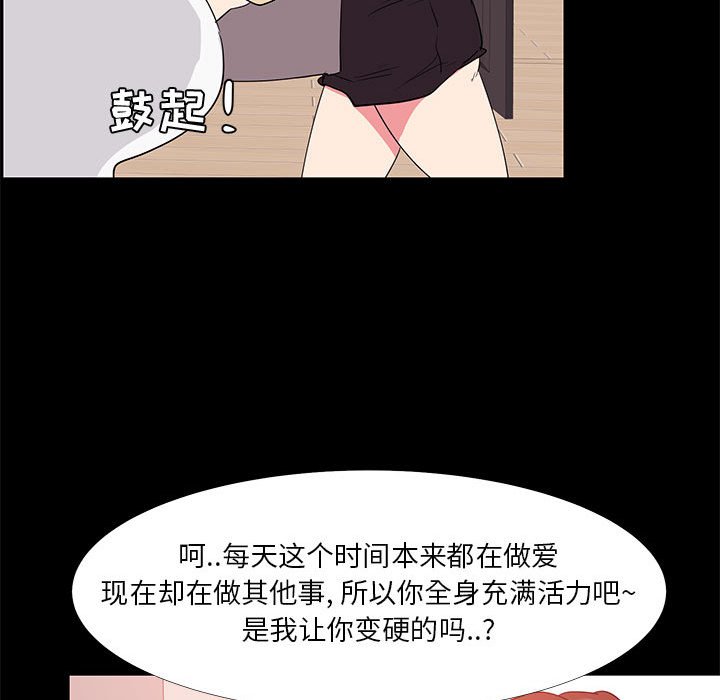 鼓起!
呵..每天这个时间本来都在做爱
现在却在做其他事, 所以你全身充满活力吧~
是我让你变硬的吗..?